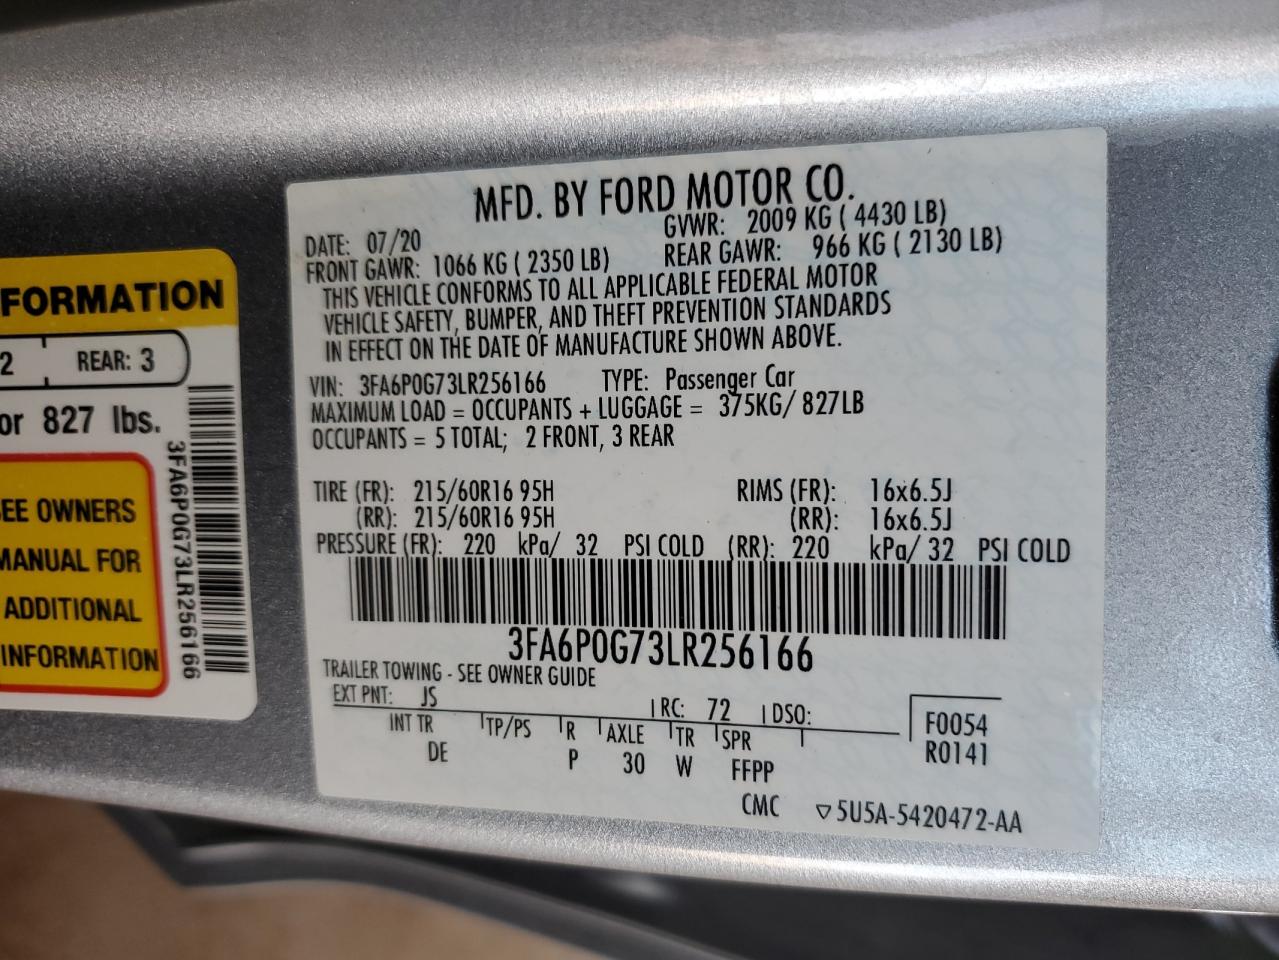 MFD. BY FORD MOTOR CO.
DATE: 07/20 GVWR: 2009 KG ( 4430 LB)
FRONT GAWR: 1066 KG ( 2350 LB) REAR GAWR: 966 KG ( 2130 LB)
THIS VEHICLE CONFORMS TO ALL APPLICABLE FEDERAL MOTOR
VEHICLE SAFETY, BUMPER, AND THEFT PREVENTION STANDARDS
IN EFFECT ON THE DATE OF MANUFACTURE SHOWN ABOVE.
VIN: 3FA6P0G73LR256166 TYPE: Passenger Car
MAXIMUM LOAD = OCCUPANTS + LUGGAGE = 375KG/ 827LB
OCCUPANTS = 5 TOTAL; 2 FRONT, 3 REAR
TIRE (FR): 215/60R16 95H RIMS (FR): 16x6.5J
(RR): 215/60R16 95H (RR): 16x6.5J
PRESSURE (FR): 220 kPa/ 32 PSI COLD (RR): 220 kPa/ 32 PSI COLD
3FA6P0G73LR256166
TRAILER TOWING - SEE OWNER GUIDE
EXT PNT: JS RC: 72 DSO:
INT TR TP/PS R AXLE TR SPR F0054
DE P 30 W FFPP R0141
CMC ▽5U5A-5420472-AA
FORMATION
2 REAR: 3
or 827 lbs.
SEE OWNERS
MANUAL FOR
ADDITIONAL
INFORMATION
3FA6P0G73LR256166